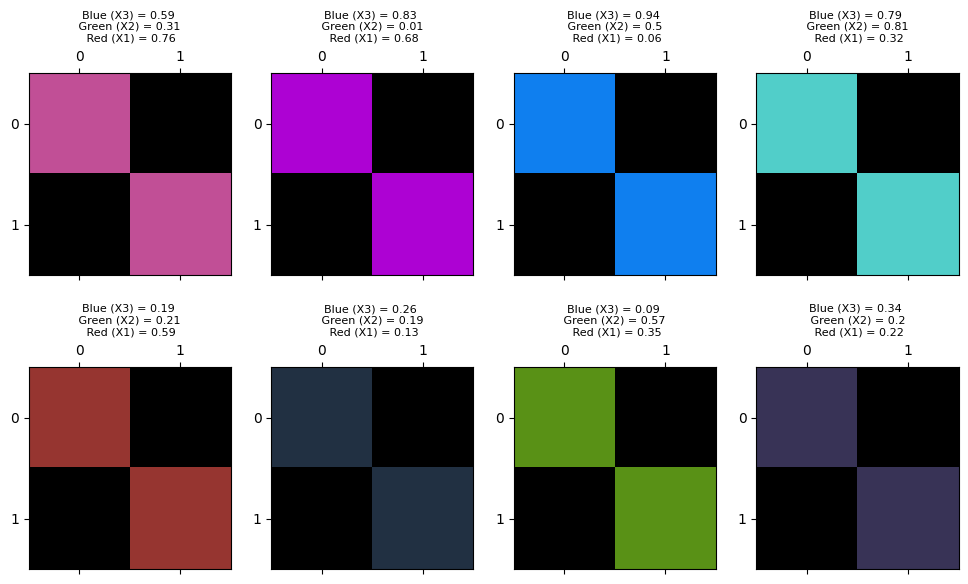 Blue (X3) = 0.59
Green (X2) = 0.31
Red (X1) = 0.76
0 1
0
1
Blue (X3) = 0.83
Green (X2) = 0.01
Red (X1) = 0.68
0 1
0
1
Blue (X3) = 0.94
Green (X2) = 0.5
Red (X1) = 0.06
0 1
0
1
Blue (X3) = 0.79
Green (X2) = 0.81
Red (X1) = 0.32
0 1
0
1
Blue (X3) = 0.19
Green (X2) = 0.21
Red (X1) = 0.59
0 1
0
1
Blue (X3) = 0.26
Green (X2) = 0.19
Red (X1) = 0.13
0 1
0
1
Blue (X3) = 0.09
Green (X2) = 0.57
Red (X1) = 0.35
0 1
0
1
Blue (X3) = 0.34
Green (X2) = 0.2
Red (X1) = 0.22
0 1
0
1